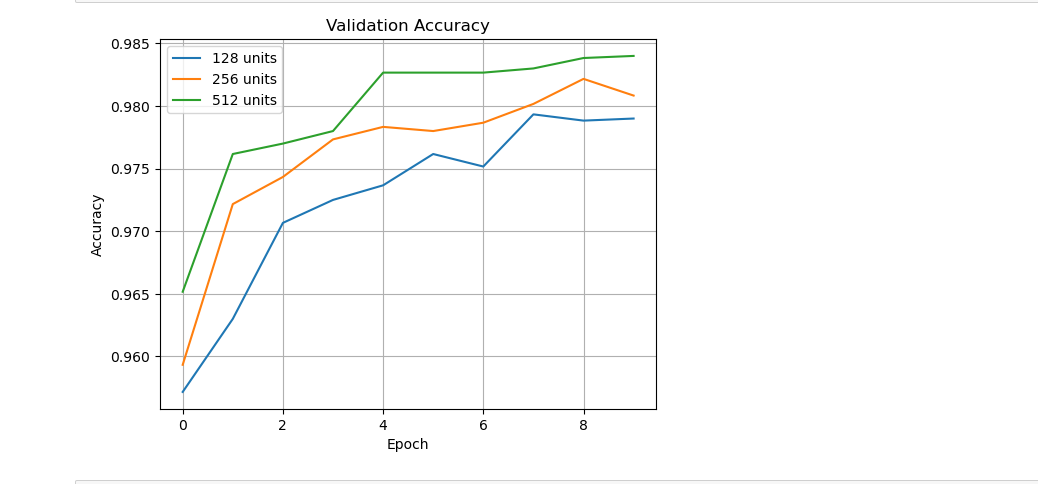 Validation Accuracy
0.985
0.980
0.975
0.970
0.965
0.960
128 units
256 units
512 units
Accuracy
0 2 4 6 8
Epoch